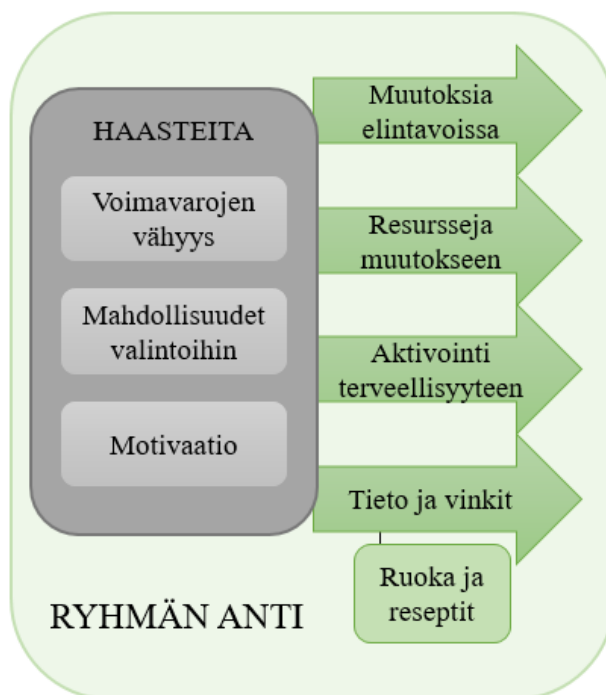 HAASTEITA
Voimavarojen
vähyys
Mahdollisuudet
valintoihin
Motivaatio
Muutoksia
elintavoissa
Resursseja
muutokseen
Aktivointi
terveellisyyteen
Tieto ja vinkit
Ruoka ja
reseptit
RYHMÄN ANTI